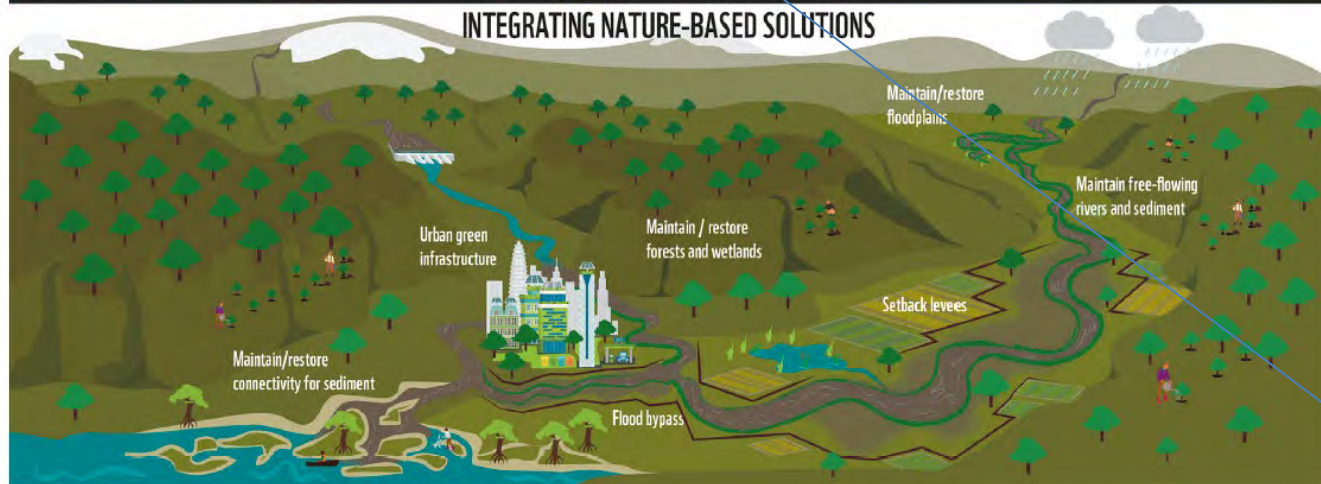 INTEGRATING NATURE-BASED SOLUTIONS
Maintain/restore
floodplains
Maintain free-flowing
rivers and sediment
Urban green
infrastructure
Maintain / restore
forests and wetlands
Setback levees
Maintain/restore
connectivity for sediment
Flood bypass